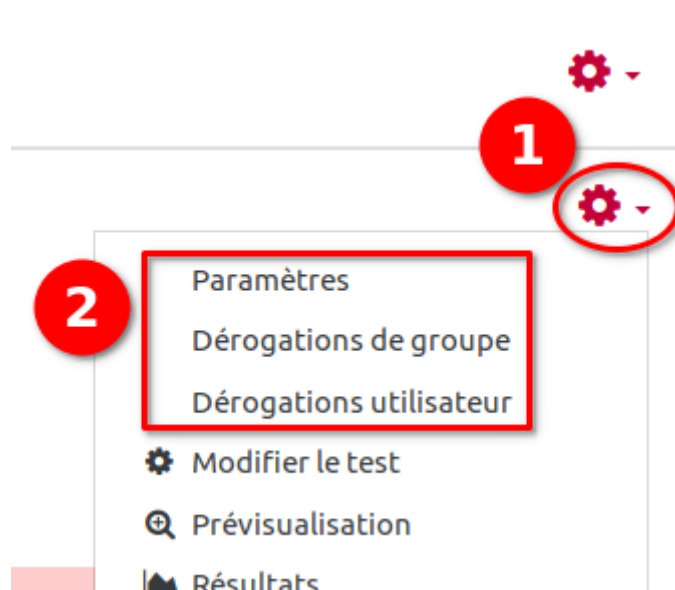 1
2
Paramètres
Dérogations de groupe
Dérogations utilisateur
Modifier le test
Prévisualisation
Résultats